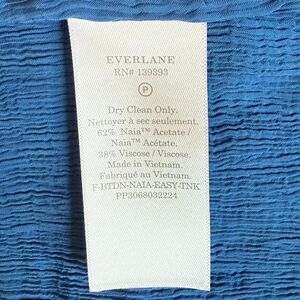 EVERLANE
RN# 139393
P
Dry Clean Only.
Nettoyer à sec seulement.
62% Naia™ Acetate /
Naia™ Acétate.
38% Viscose / Viscose.
Made in Vietnam.
Fabriqué au Vietnam.
F-BTDN-NAIA-EASY-TNK
PP3068032224